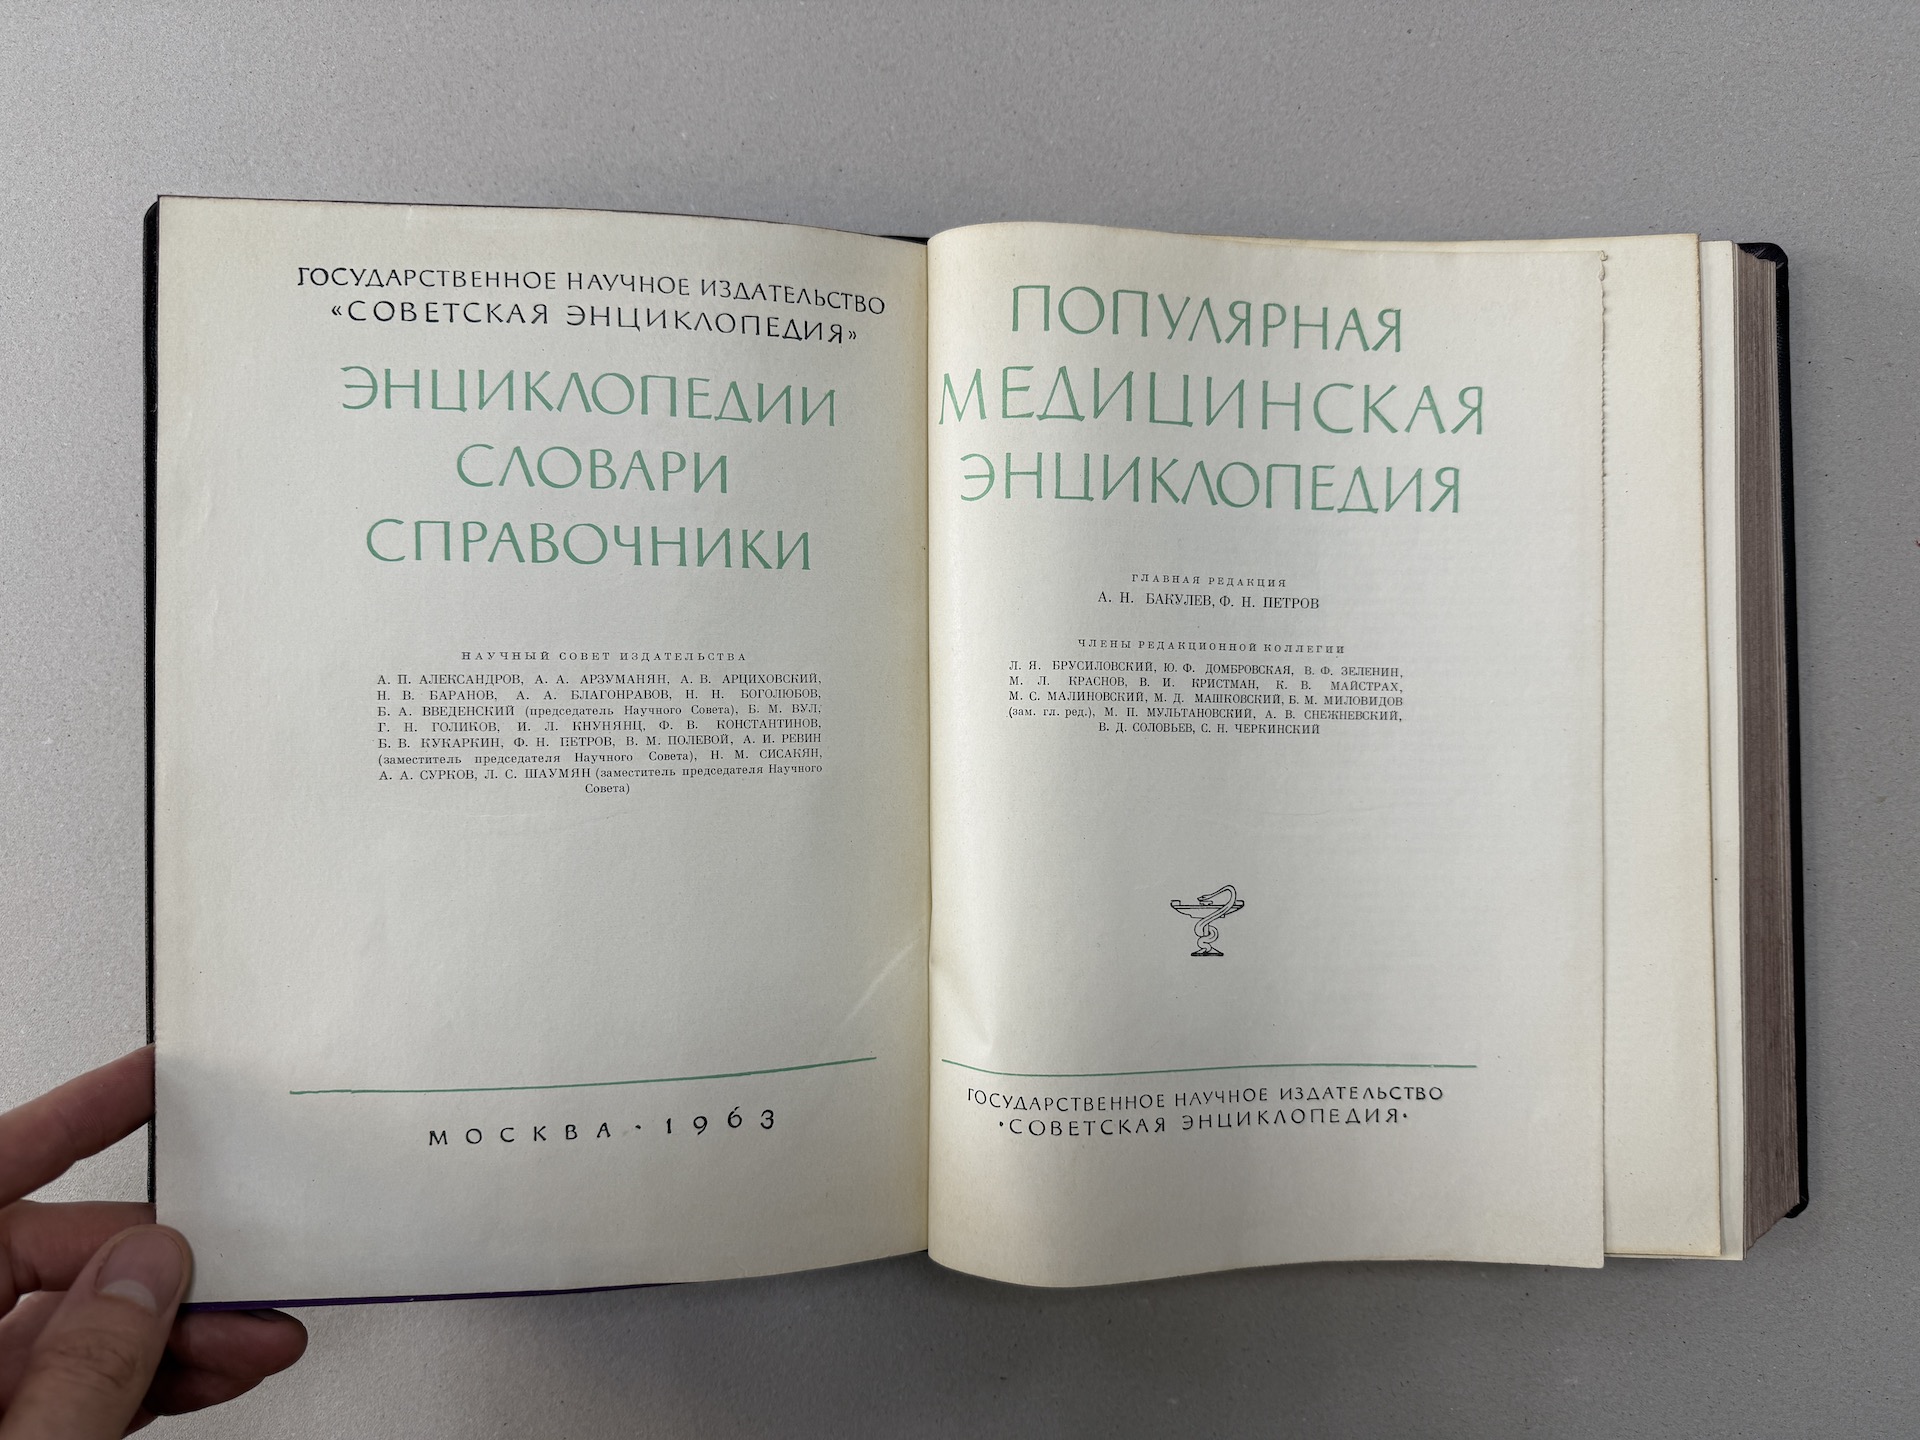 ГОСУДАРСТВЕННОЕ НАУЧНОЕ ИЗДАТЕЛЬСТВО
«СОВЕТСКАЯ ЭНЦИКЛОПЕДИЯ»
ЭНЦИКЛОПЕДИИ
СЛОВАРИ
СПРАВОЧНИКИ
НАУЧНЫЙ СОВЕТ ИЗДАТЕЛЬСТВА
А. П. АЛЕКСАНДРОВ, А. А. АРЗУМАНЯН, А. В. АРЦИХОВСКИЙ,
Н. В. БАРАНОВ, А. А. БЛАГОНРАВОВ, Н. Н. БОГОЛЮБОВ,
Б. А. ВВЕДЕНСКИЙ (председатель Научного Совета), Б. М. ВУЛ,
Г. Н. ГОЛИКОВ, И. Л. КНУНЯНЦ, Ф. В. КОНСТАНТИНОВ,
Б. В. КУКАРКИН, Ф. Н. ПЕТРОВ, В. М. ПОЛЕВОЙ, А. И. РЕВИН
(заместитель председателя Научного Совета), Н. М. СИСАКЯН,
А. А. СУРКОВ, Л. С. ШАУМЯН (заместитель председателя Научного
Совета)
МОСКВА · 1963
ПОПУЛЯРНАЯ
МЕДИЦИНСКАЯ
ЭНЦИКЛОПЕДИЯ
ГЛАВНАЯ РЕДАКЦИЯ
А. Н. БАКУЛЕВ, Ф. Н. ПЕТРОВ
ЧЛЕНЫ РЕДАКЦИОННОЙ КОЛЛЕГИИ
Л. Я. БРУСИЛОВСКИЙ, Ю. Ф. ДОМБРОВСКАЯ, В. Ф. ЗЕЛЕНИН,
М. Л. КРАСНОВ, В. И. КРИСТМАН, К. В. МАЙСТРАХ,
М. С. МАЛИНОВСКИЙ, М. Д. МАШКОВСКИЙ, Б. М. МИЛОВИДОВ
(зам. гл. ред.), М. П. МУЛЬТАНОВСКИЙ, А. В. СНЕЖНЕВСКИЙ,
В. Д. СОЛОВЬЕВ, С. Н. ЧЕРКИНСКИЙ
ГОСУДАРСТВЕННОЕ НАУЧНОЕ ИЗДАТЕЛЬСТВО
·СОВЕТСКАЯ ЭНЦИКЛОПЕДИЯ·